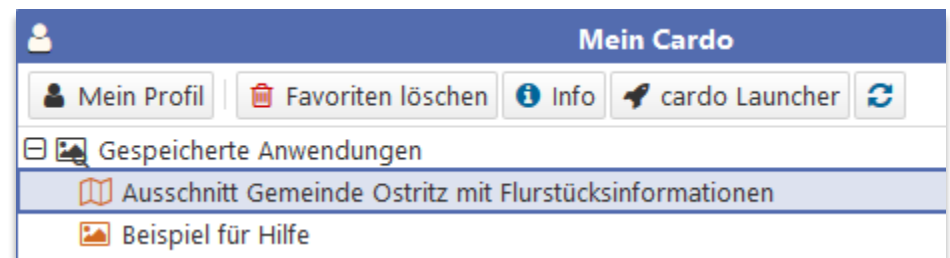 Mein Cardo
Mein Profil Favoriten löschen Info cardo Launcher
Gespeicherte Anwendungen
Ausschnitt Gemeinde Ostritz mit Flurstücksinformationen
Beispiel für Hilfe